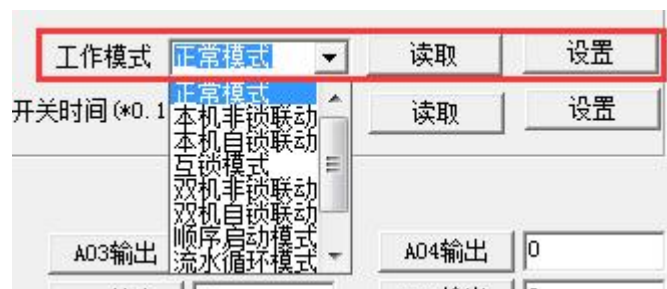 工作模式 正常模式 读取 设置
开关时间(*0.1 正常模式 读取 设置
本机非锁联动
本机自锁联动
互锁模式
双机非锁联动
双机自锁联动
顺序启动模式
流水循环模式
A03输出 A04输出 0